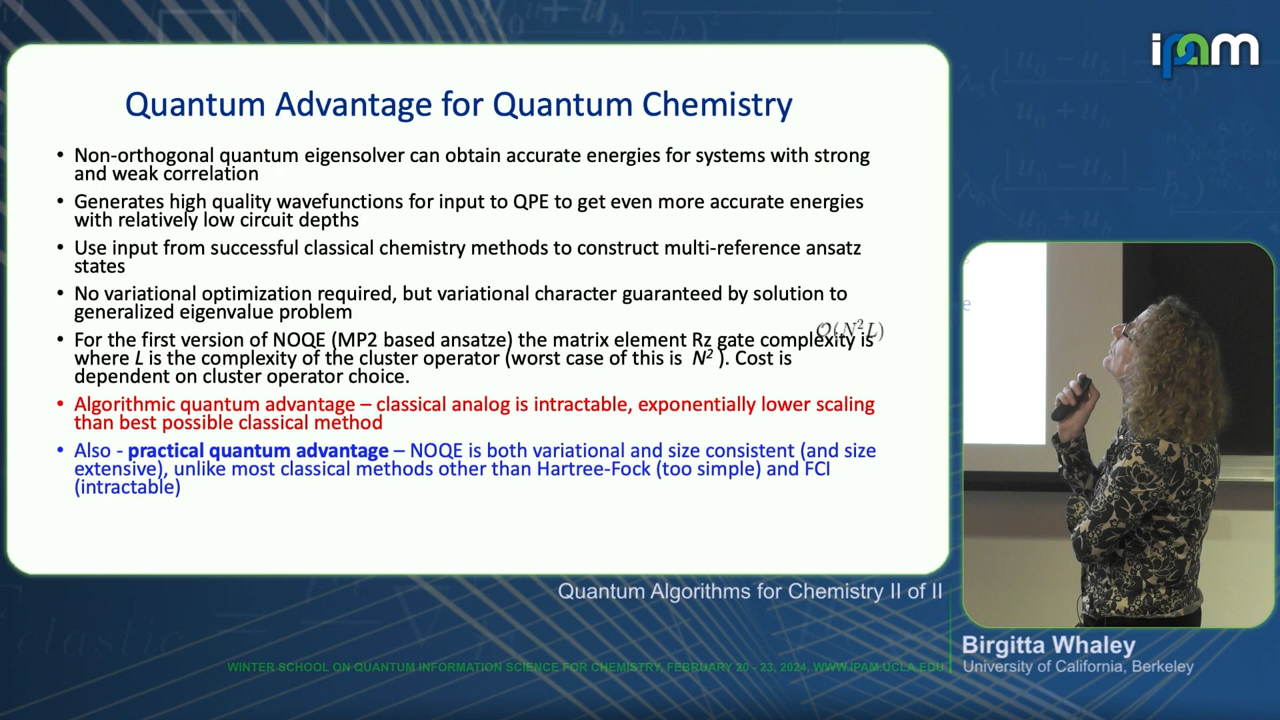 ipam
Quantum Advantage for Quantum Chemistry
• Non-orthogonal quantum eigensolver can obtain accurate energies for systems with strong
and weak correlation
• Generates high quality wavefunctions for input to QPE to get even more accurate energies
with relatively low circuit depths
• Use input from successful classical chemistry methods to construct multi-reference ansatz
states
• No variational optimization required, but variational character guaranteed by solution to
generalized eigenvalue problem
• For the first version of NOQE (MP2 based ansatze) the matrix element Rz gate complexity is O(N²L)
where L is the complexity of the cluster operator (worst case of this is N² ). Cost is
dependent on cluster operator choice.
• Algorithmic quantum advantage – classical analog is intractable, exponentially lower scaling
than best possible classical method
• Also - practical quantum advantage – NOQE is both variational and size consistent (and size
extensive), unlike most classical methods other than Hartree-Fock (too simple) and FCI
(intractable)
Quantum Algorithms for Chemistry II of II
Birgitta Whaley
University of California, Berkeley
WINTER SCHOOL ON QUANTUM INFORMATION SCIENCE FOR CHEMISTRY, FEBRUARY 20 - 23, 2024, WWW.IPAM.UCLA.EDU